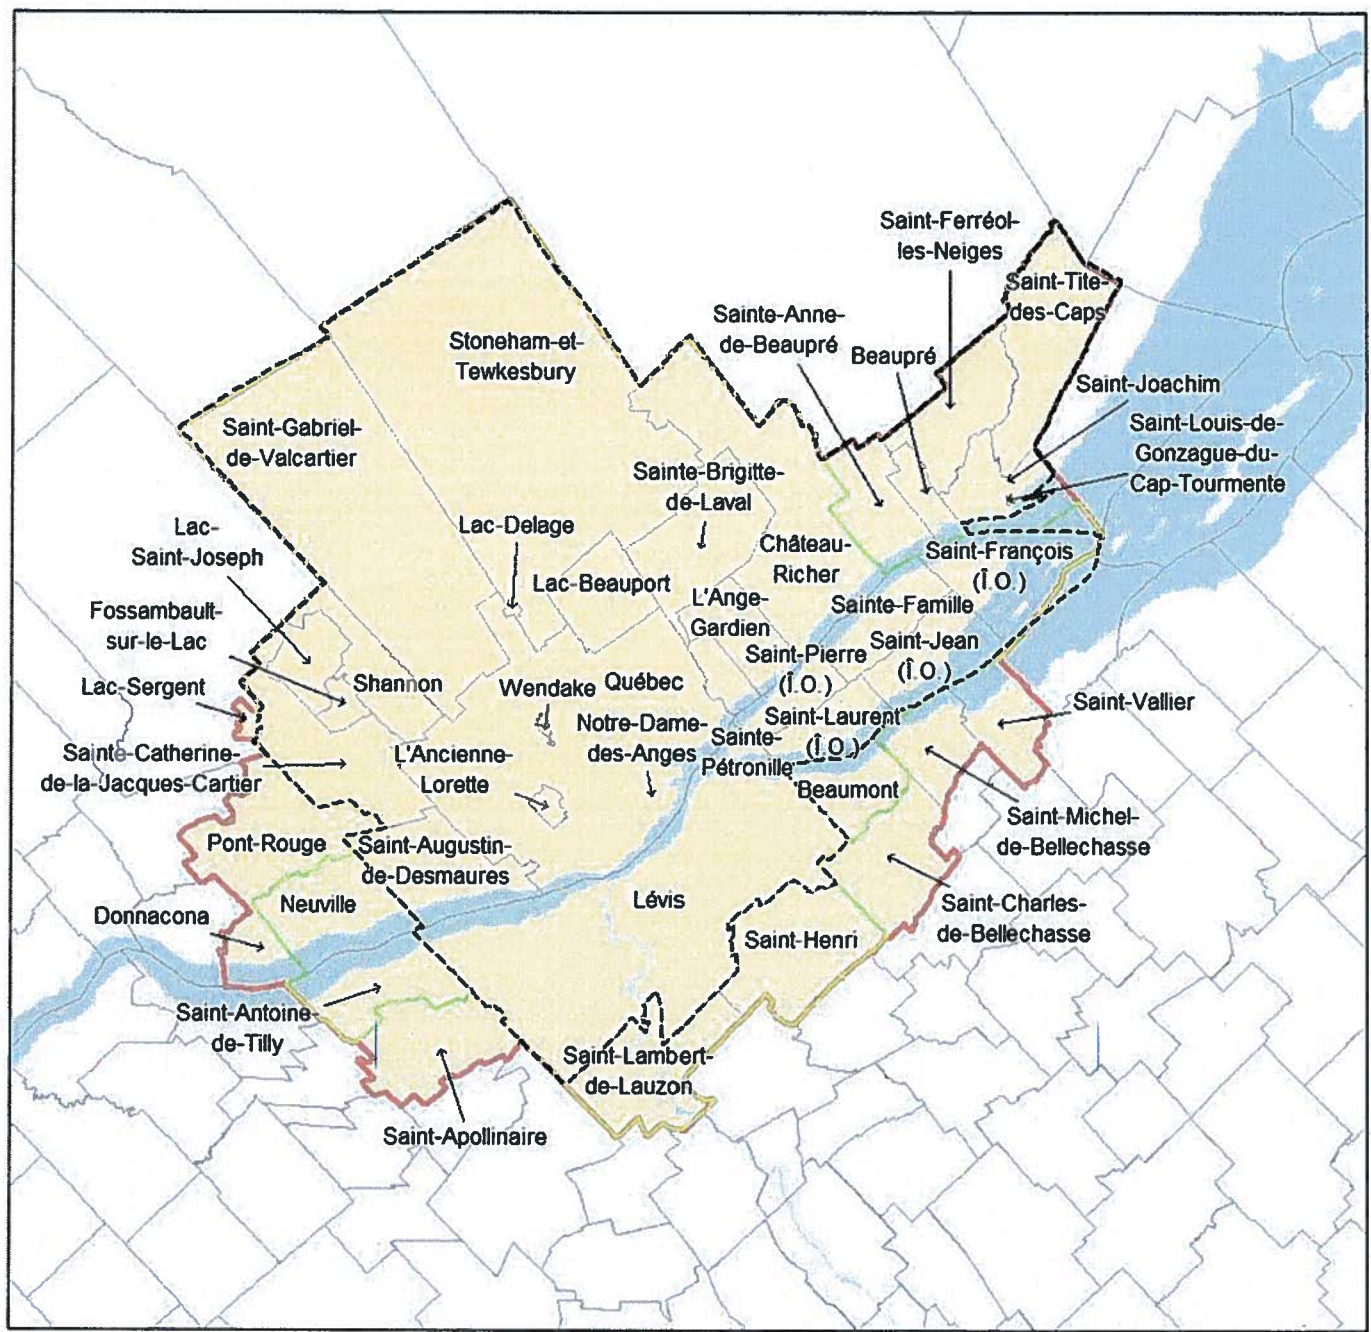 Saint-Ferréol-
les-Neiges
Saint-Tite-
des-Caps
Sainte-Anne-
de-Beaupré
Beaupré
Stoneham-et-
Tewkesbury
Saint-Joachim
Saint-Louis-de-
Gonzague-du-
Cap-Tourmente
Saint-Gabriel-
de-Valcartier
Sainte-Brigitte-
de-Laval
Lac-
Saint-Joseph
Lac-Delage
Château-
Richer
Saint-François
(Î.O.)
Lac-Beauport
L'Ange-
Gardien
Sainte-Famille
Fossambault-
sur-le-Lac
Saint-Jean
(Î.O.)
Saint-Pierre
(Î.O.)
Lac-Sergent
Shannon
Wendake
Québec
Saint-Vallier
Notre-Dame-
des-Anges
Saint-Laurent
(Î.O.)
Sainte-
Pétronille
Sainte-Catherine-
de-la-Jacques-Cartier
L'Ancienne-
Lorette
Beaumont
Saint-Michel-
de-Bellechasse
Pont-Rouge
Saint-Augustin-
de-Desmaures
Neuville
Lévis
Donnacona
Saint-Charles-
de-Bellechasse
Saint-Henri
Saint-Antoine-
de-Tilly
Saint-Lambert-
de-Lauzon
Saint-Apollinaire